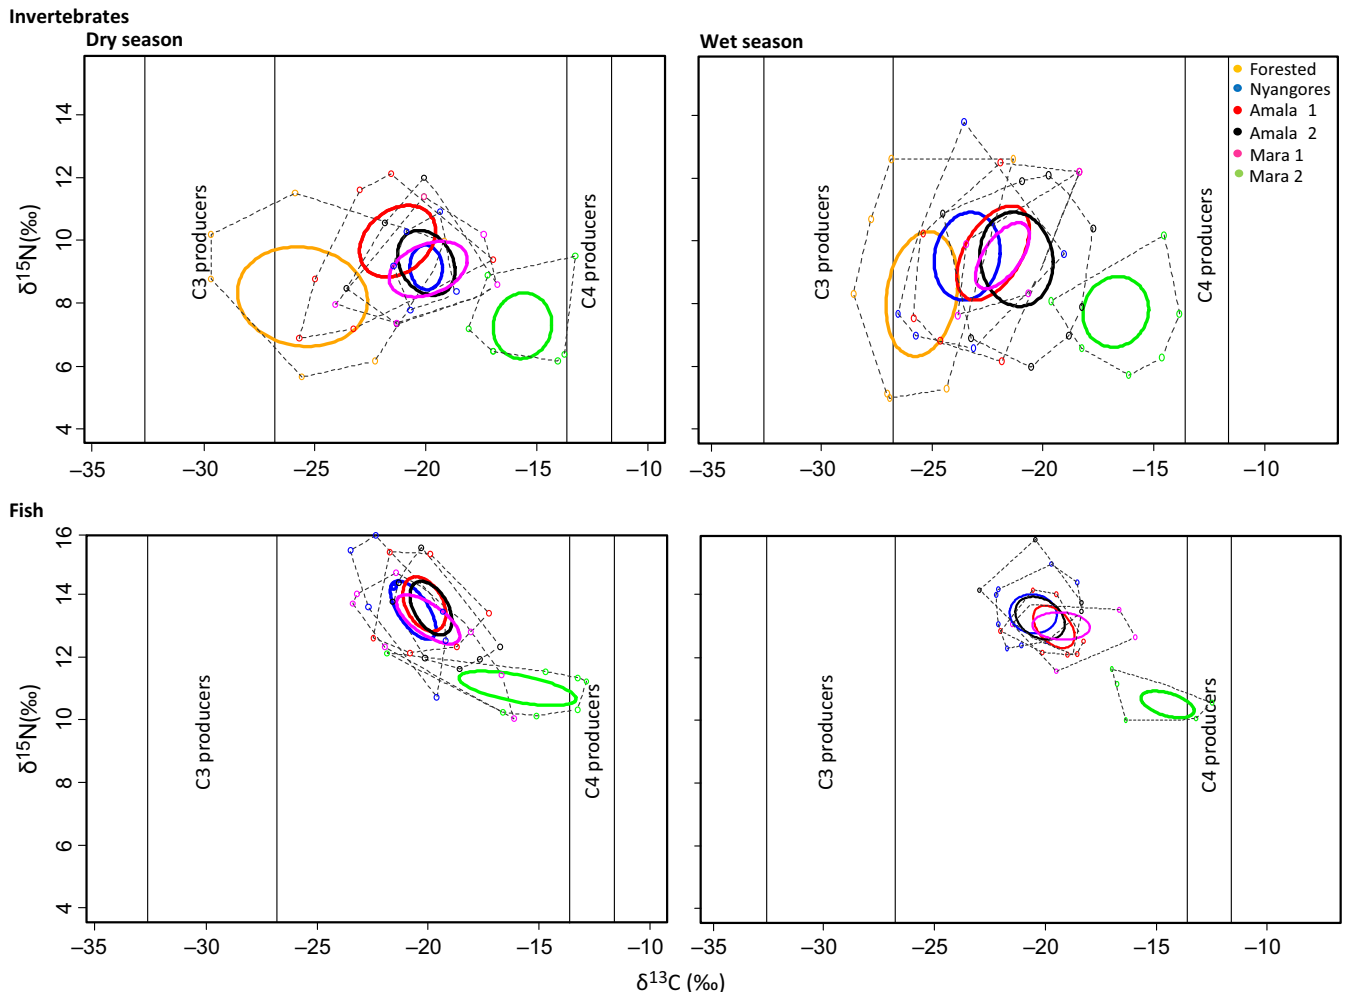 Invertebrates
Dry season
Wet season
δ¹⁵N(‰)
14
12
10
8
6
4
C3 producers
C4 producers
–35
–30
–25
–20
–15
–10
C3 producers
C4 producers
Forested
Nyangores
Amala 1
Amala 2
Mara 1
Mara 2
–35
–30
–25
–20
–15
–10
Fish
δ¹⁵N(‰)
16
14
12
10
8
6
4
C3 producers
C4 producers
–35
–30
–25
–20
–15
–10
C3 producers
C4 producers
–35
–30
–25
–20
–15
–10
δ¹³C (‰)